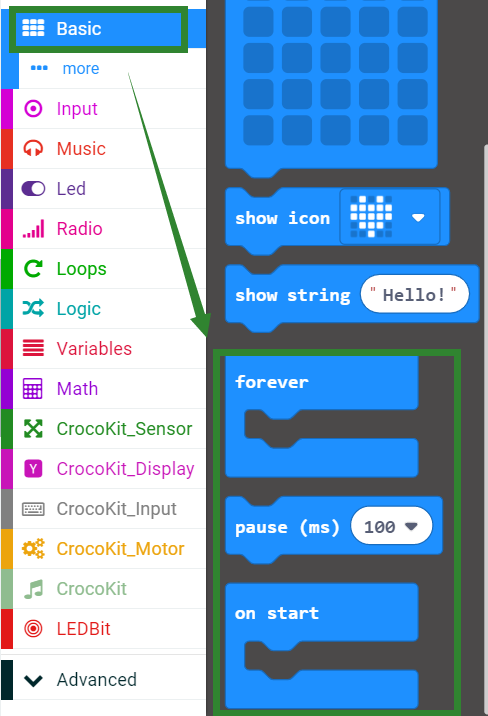 Basic
more
Input
Music
Led
Radio
Loops
Logic
Variables
Math
CrocoKit_Sensor
Y CrocoKit_Display
CrocoKit_Input
CrocoKit_Motor
CrocoKit
LEDBit
Advanced
show icon
show string "Hello!"
forever
pause (ms) 100
on start